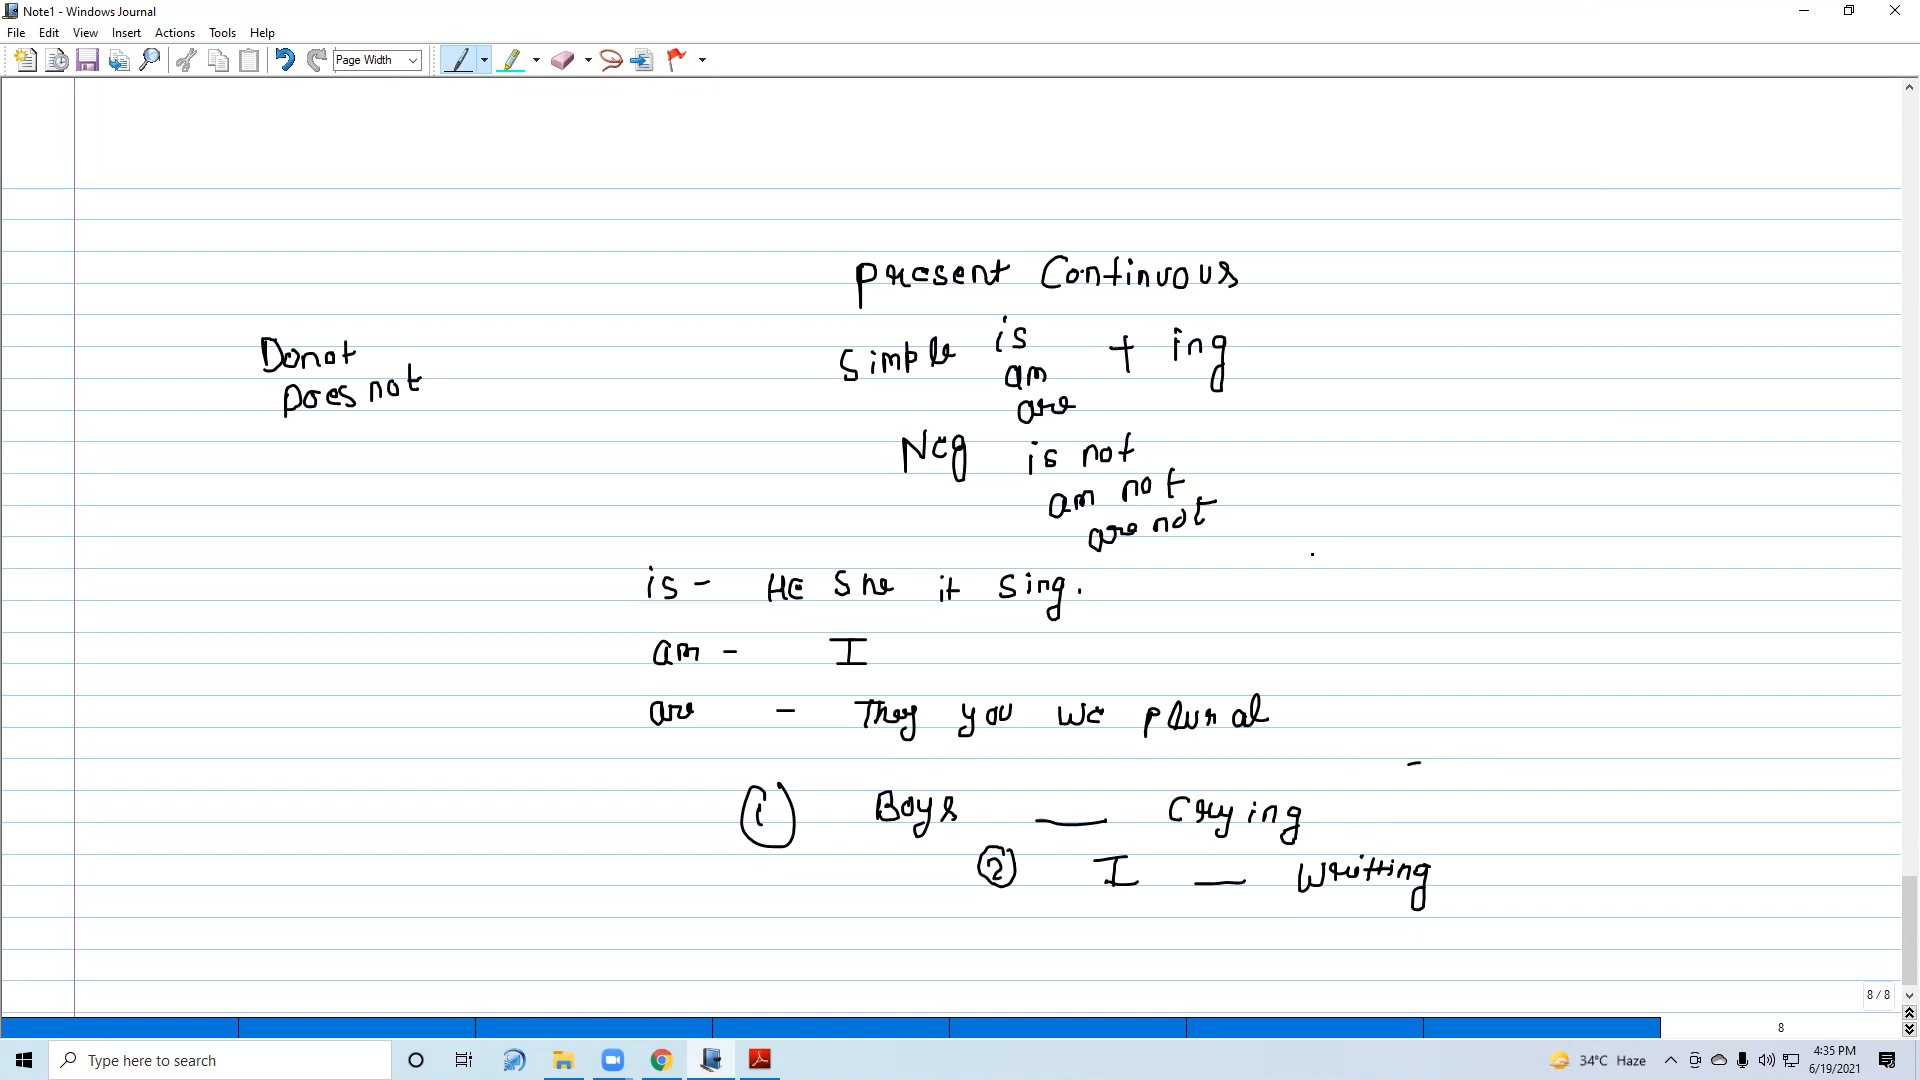 Note1 - Windows Journal
File Edit View Insert Actions Tools Help
Page Width
Present Continuous
Simple is + ing
am
are
Donot
Does not
Neg is not
am not
are not
is - He She it Sing.
am - I
are - They you We plural
1 Boys ___ Crying
2 I ___ Writting
8 / 8
8
Type here to search
34°C Haze
4:35 PM
6/19/2021